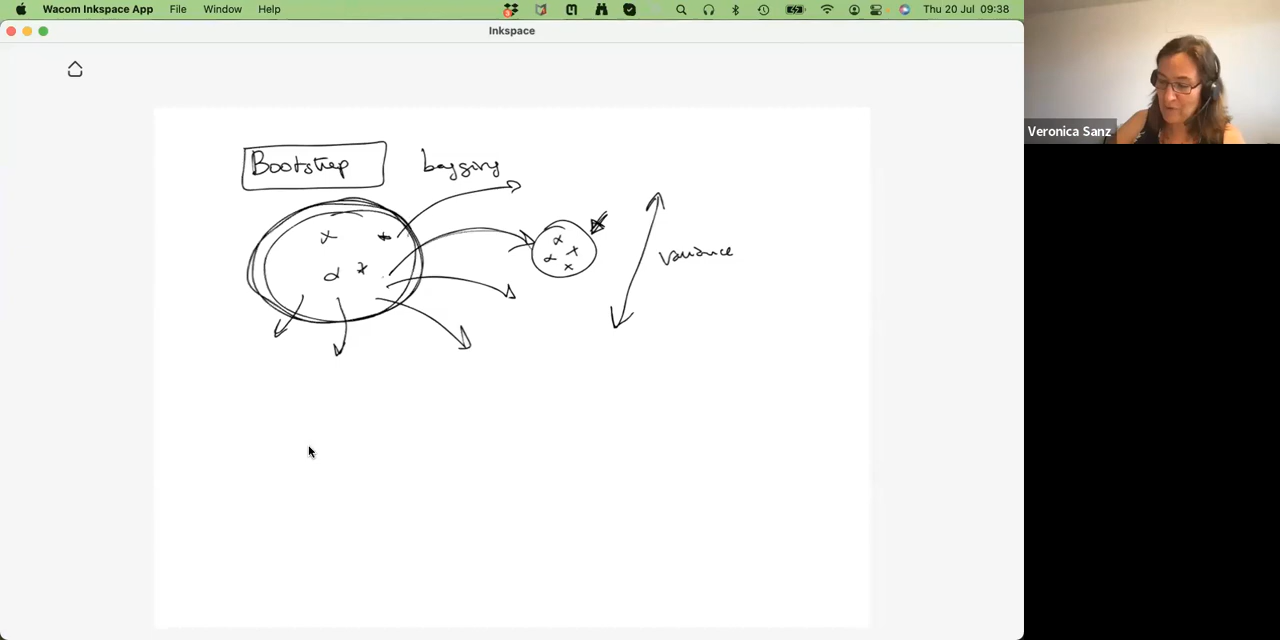 Wacom Inkspace App File Window Help Thu 20 Jul 09:38
Inkspace
Veronica Sanz
Bootstrap bagging
variance